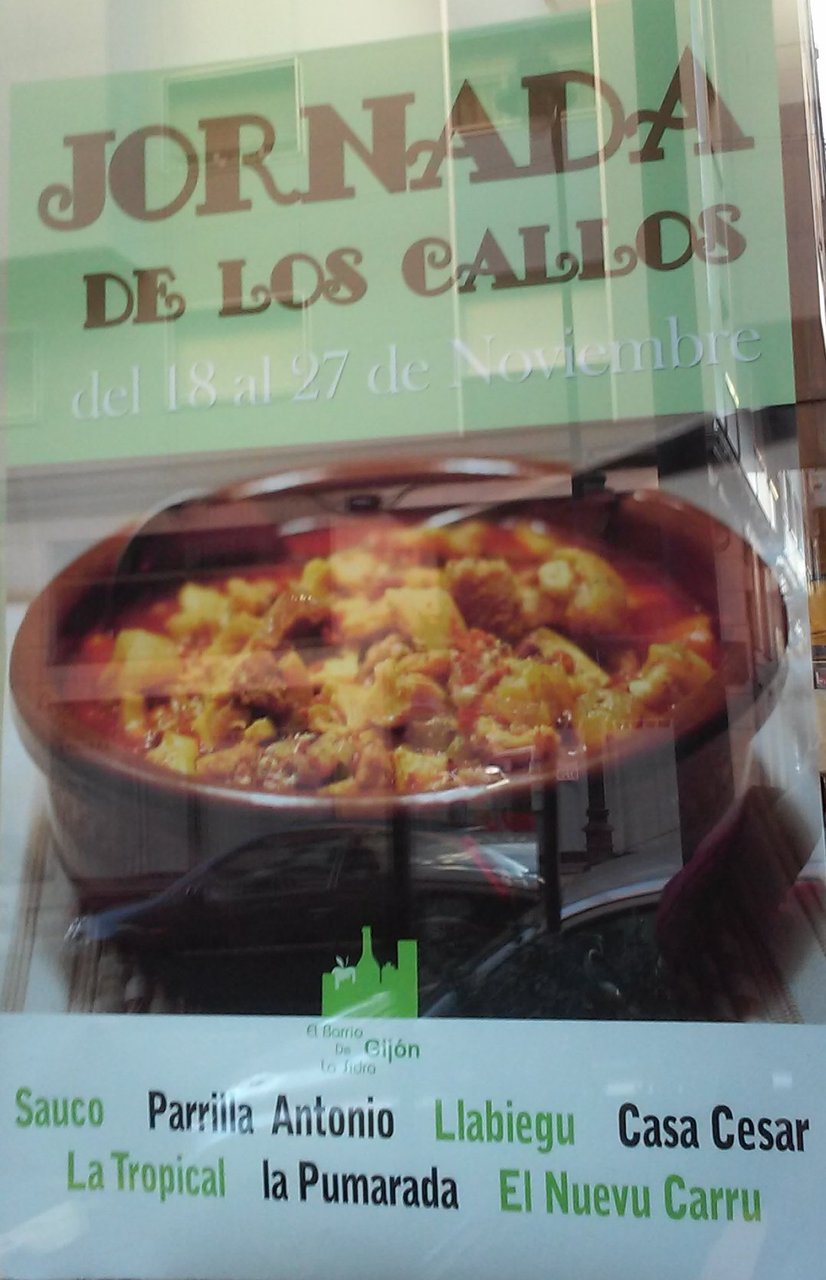 JORNADA
DE LOS CALLOS
del 18 al 27 de Noviembre
El Barrio
De Gijón
La Sidra
Sauco Parrilla Antonio Llabiegu Casa Cesar
La Tropical la Pumarada El Nuevu Carru